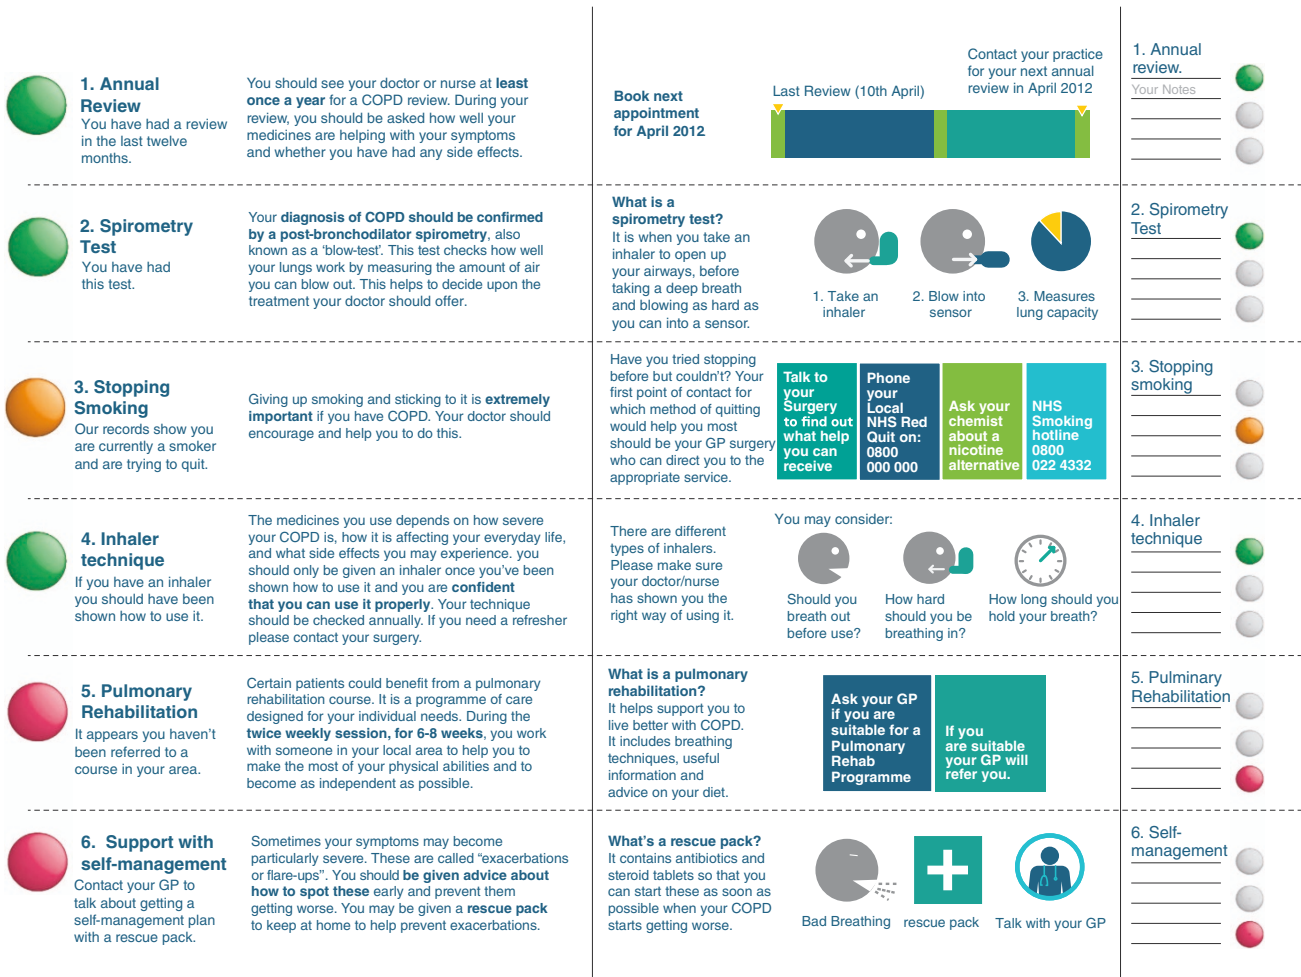 1. Annual
Review
You have had a review
in the last twelve
months.
You should see your doctor or nurse at least
once a year for a COPD review. During your
review, you should be asked how well your
medicines are helping with your symptoms
and whether you have had any side effects.
Book next
appointment
for April 2012
Last Review (10th April)
Contact your practice
for your next annual
review in April 2012
1. Annual
review.
Your Notes
2. Spirometry
Test
You have had
this test.
Your diagnosis of COPD should be confirmed
by a post-bronchodilator spirometry, also
known as a 'blow-test'. This test checks how well
your lungs work by measuring the amount of air
you can blow out. This helps to decide upon the
treatment your doctor should offer.
What is a
spirometry test?
It is when you take an
inhaler to open up
your airways, before
taking a deep breath
and blowing as hard as
you can into a sensor.
1. Take an
inhaler
2. Blow into
sensor
3. Measures
lung capacity
2. Spirometry
Test
3. Stopping
Smoking
Our records show you
are currently a smoker
and are trying to quit.
Giving up smoking and sticking to it is extremely
important if you have COPD. Your doctor should
encourage and help you to do this.
Have you tried stopping
before but couldn't? Your
first point of contact for
which method of quitting
would help you most
should be your GP surgery
who can direct you to the
appropriate service.
Talk to
your
Surgery
to find out
what help
you can
receive
Phone
your
Local
NHS Red
Quit on:
0800
000 000
Ask your
chemist
about a
nicotine
alternative
NHS
Smoking
hotline
0800
022 4332
3. Stopping
smoking
4. Inhaler
technique
If you have an inhaler
you should have been
shown how to use it.
The medicines you use depends on how severe
your COPD is, how it is affecting your everyday life,
and what side effects you may experience. you
should only be given an inhaler once you've been
shown how to use it and you are confident
that you can use it properly. Your technique
should be checked annually. If you need a refresher
please contact your surgery.
There are different
types of inhalers.
Please make sure
your doctor/nurse
has shown you the
right way of using it.
You may consider:
Should you
breath out
before use?
How hard
should you be
breathing in?
How long should you
hold your breath?
4. Inhaler
technique
5. Pulmonary
Rehabilitation
It appears you haven't
been referred to a
course in your area.
Certain patients could benefit from a pulmonary
rehabilitation course. It is a programme of care
designed for your individual needs. During the
twice weekly session, for 6-8 weeks, you work
with someone in your local area to help you to
make the most of your physical abilities and to
become as independent as possible.
What is a pulmonary
rehabilitation?
It helps support you to
live better with COPD.
It includes breathing
techniques, useful
information and
advice on your diet.
Ask your GP
if you are
suitable for a
Pulmonary
Rehab
Programme
If you
are suitable
your GP will
refer you.
5. Pulminary
Rehabilitation
6. Support with
self-management
Contact your GP to
talk about getting a
self-management plan
with a rescue pack.
Sometimes your symptoms may become
particularly severe. These are called "exacerbations
or flare-ups". You should be given advice about
how to spot these early and prevent them
getting worse. You may be given a rescue pack
to keep at home to help prevent exacerbations.
What's a rescue pack?
It contains antibiotics and
steroid tablets so that you
can start these as soon as
possible when your COPD
starts getting worse.
Bad Breathing
rescue pack
Talk with your GP
6. Self-
management